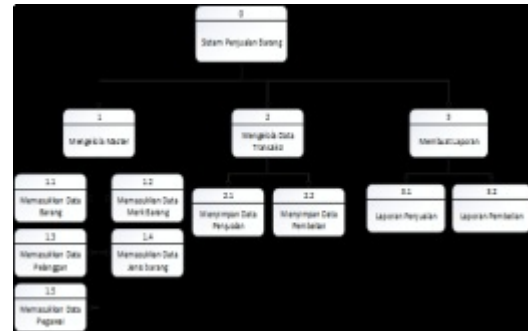 0
Sistem Penjualan Barang
1
Mengelola Master
2
Mengelola Data
Transaksi
3
Membuat Laporan
1.1
Memasukkan Data
Barang
1.2
Memasukkan Data
Merk Barang
2.1
Menyimpan Data
Penjualan
2.2
Menyimpan Data
Pembelian
3.1
Laporan Penjualan
3.2
Laporan Pembelian
1.3
Memasukkan Data
Pelanggan
1.4
Memasukkan Data
Jenis barang
1.5
Memasukkan Data
Pegawai